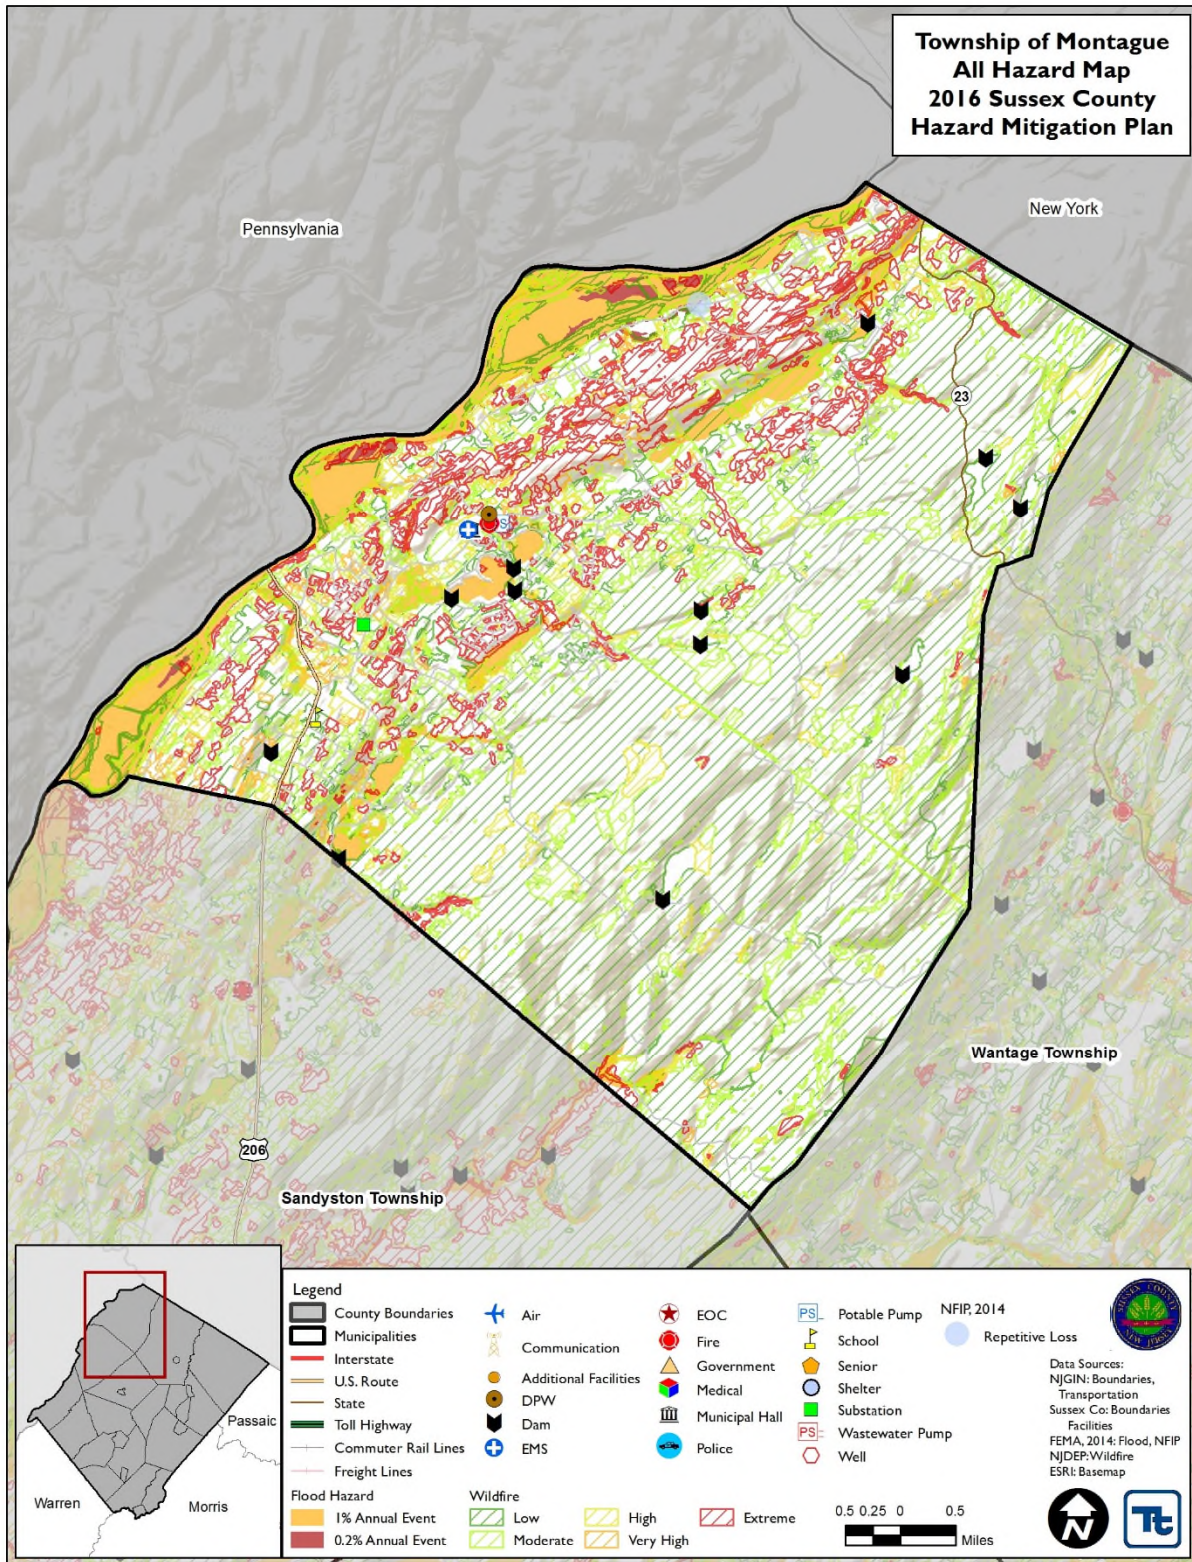 Township of Montague
All Hazard Map
2016 Sussex County
Hazard Mitigation Plan
Pennsylvania
New York
23
PS
206
Wantage Township
Sandyston Township
Passaic
Warren
Morris
Legend
County Boundaries
Municipalities
Interstate
U.S. Route
State
Toll Highway
Commuter Rail Lines
Freight Lines
Air
Communication
Additional Facilities
DPW
Dam
EMS
EOC
Fire
Government
Medical
Municipal Hall
Police
PS
Potable Pump
School
Senior
Shelter
Substation
PS
Wastewater Pump
Well
NFIP, 2014
Repetitive Loss
SUSSEX COUNTY
NEW JERSEY
Data Sources:
NJGIN: Boundaries,
Transportation
Sussex Co: Boundaries
Facilities
FEMA, 2014: Flood, NFIP
NJDEP: Wildfire
ESRI: Basemap
Flood Hazard
1% Annual Event
0.2% Annual Event
Wildfire
Low
Moderate
High
Very High
Extreme
0.5 0.25 0 0.5
Miles
N
Tt